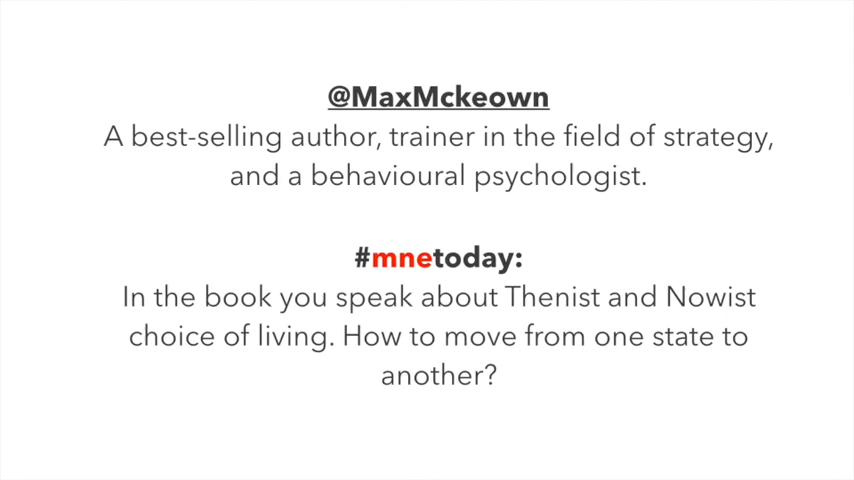 @MaxMckeown
A best-selling author, trainer in the field of strategy,
and a behavioural psychologist.
#mnetoday:
In the book you speak about Thenist and Nowist
choice of living. How to move from one state to
another?